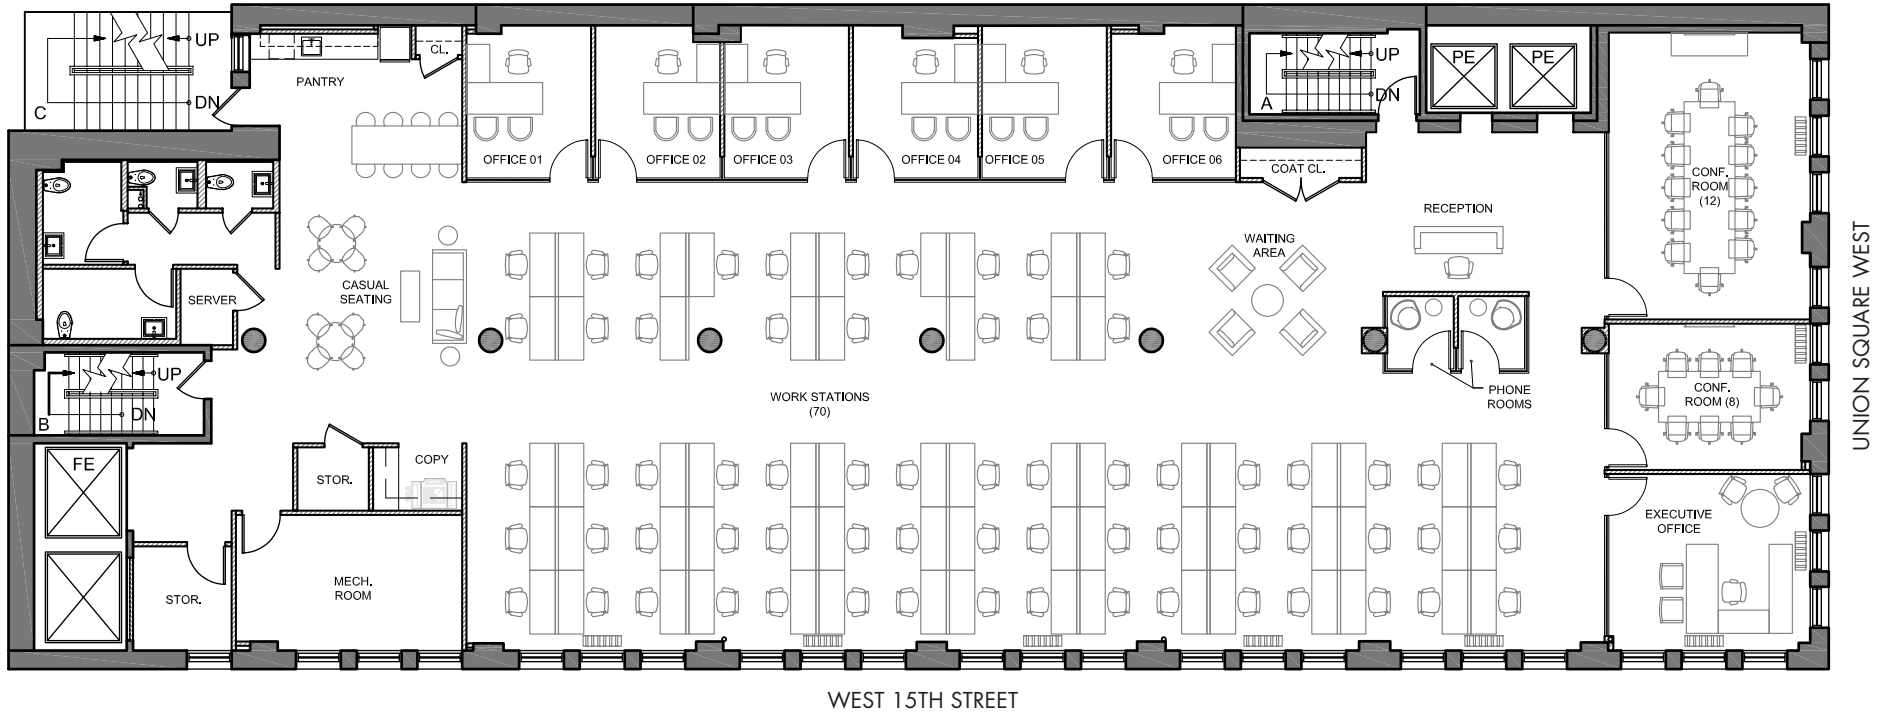 UP
DN
C
PANTRY
CL.
OFFICE 01
OFFICE 02
OFFICE 03
OFFICE 04
OFFICE 05
OFFICE 06
UP
DN
A
PE
PE
COAT CL.
CONF.
ROOM
(12)
RECEPTION
WAITING
AREA
CASUAL
SEATING
SERVER
UP
DN
B
WORK STATIONS
(70)
PHONE
ROOMS
CONF.
ROOM (8)
FE
STOR.
COPY
EXECUTIVE
OFFICE
MECH.
ROOM
STOR.
UNION SQUARE WEST
WEST 15TH STREET